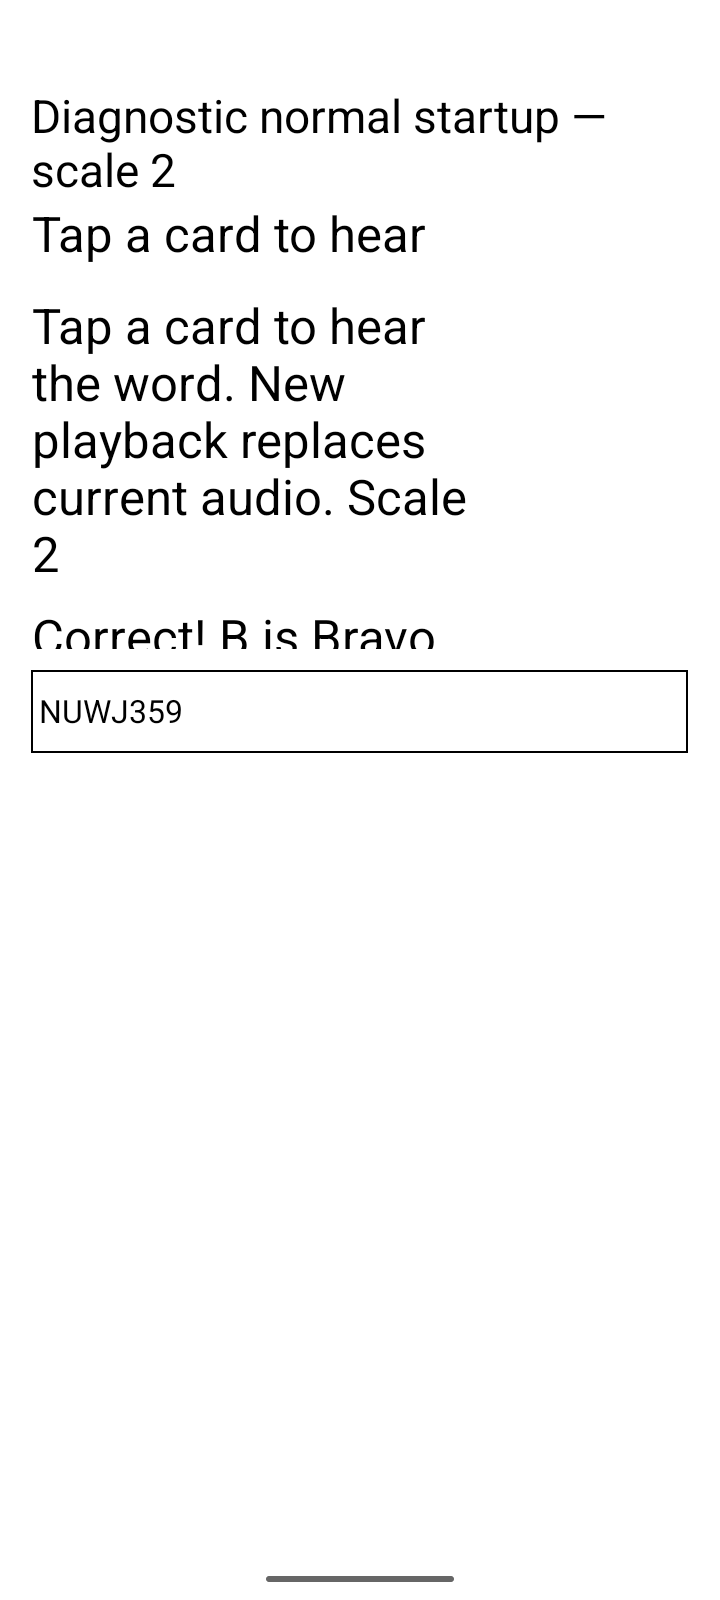 Diagnostic normal startup —
scale 2
Tap a card to hear
Tap a card to hear
the word. New
playback replaces
current audio. Scale
2
Correct! B is Bravo
NUWJ359